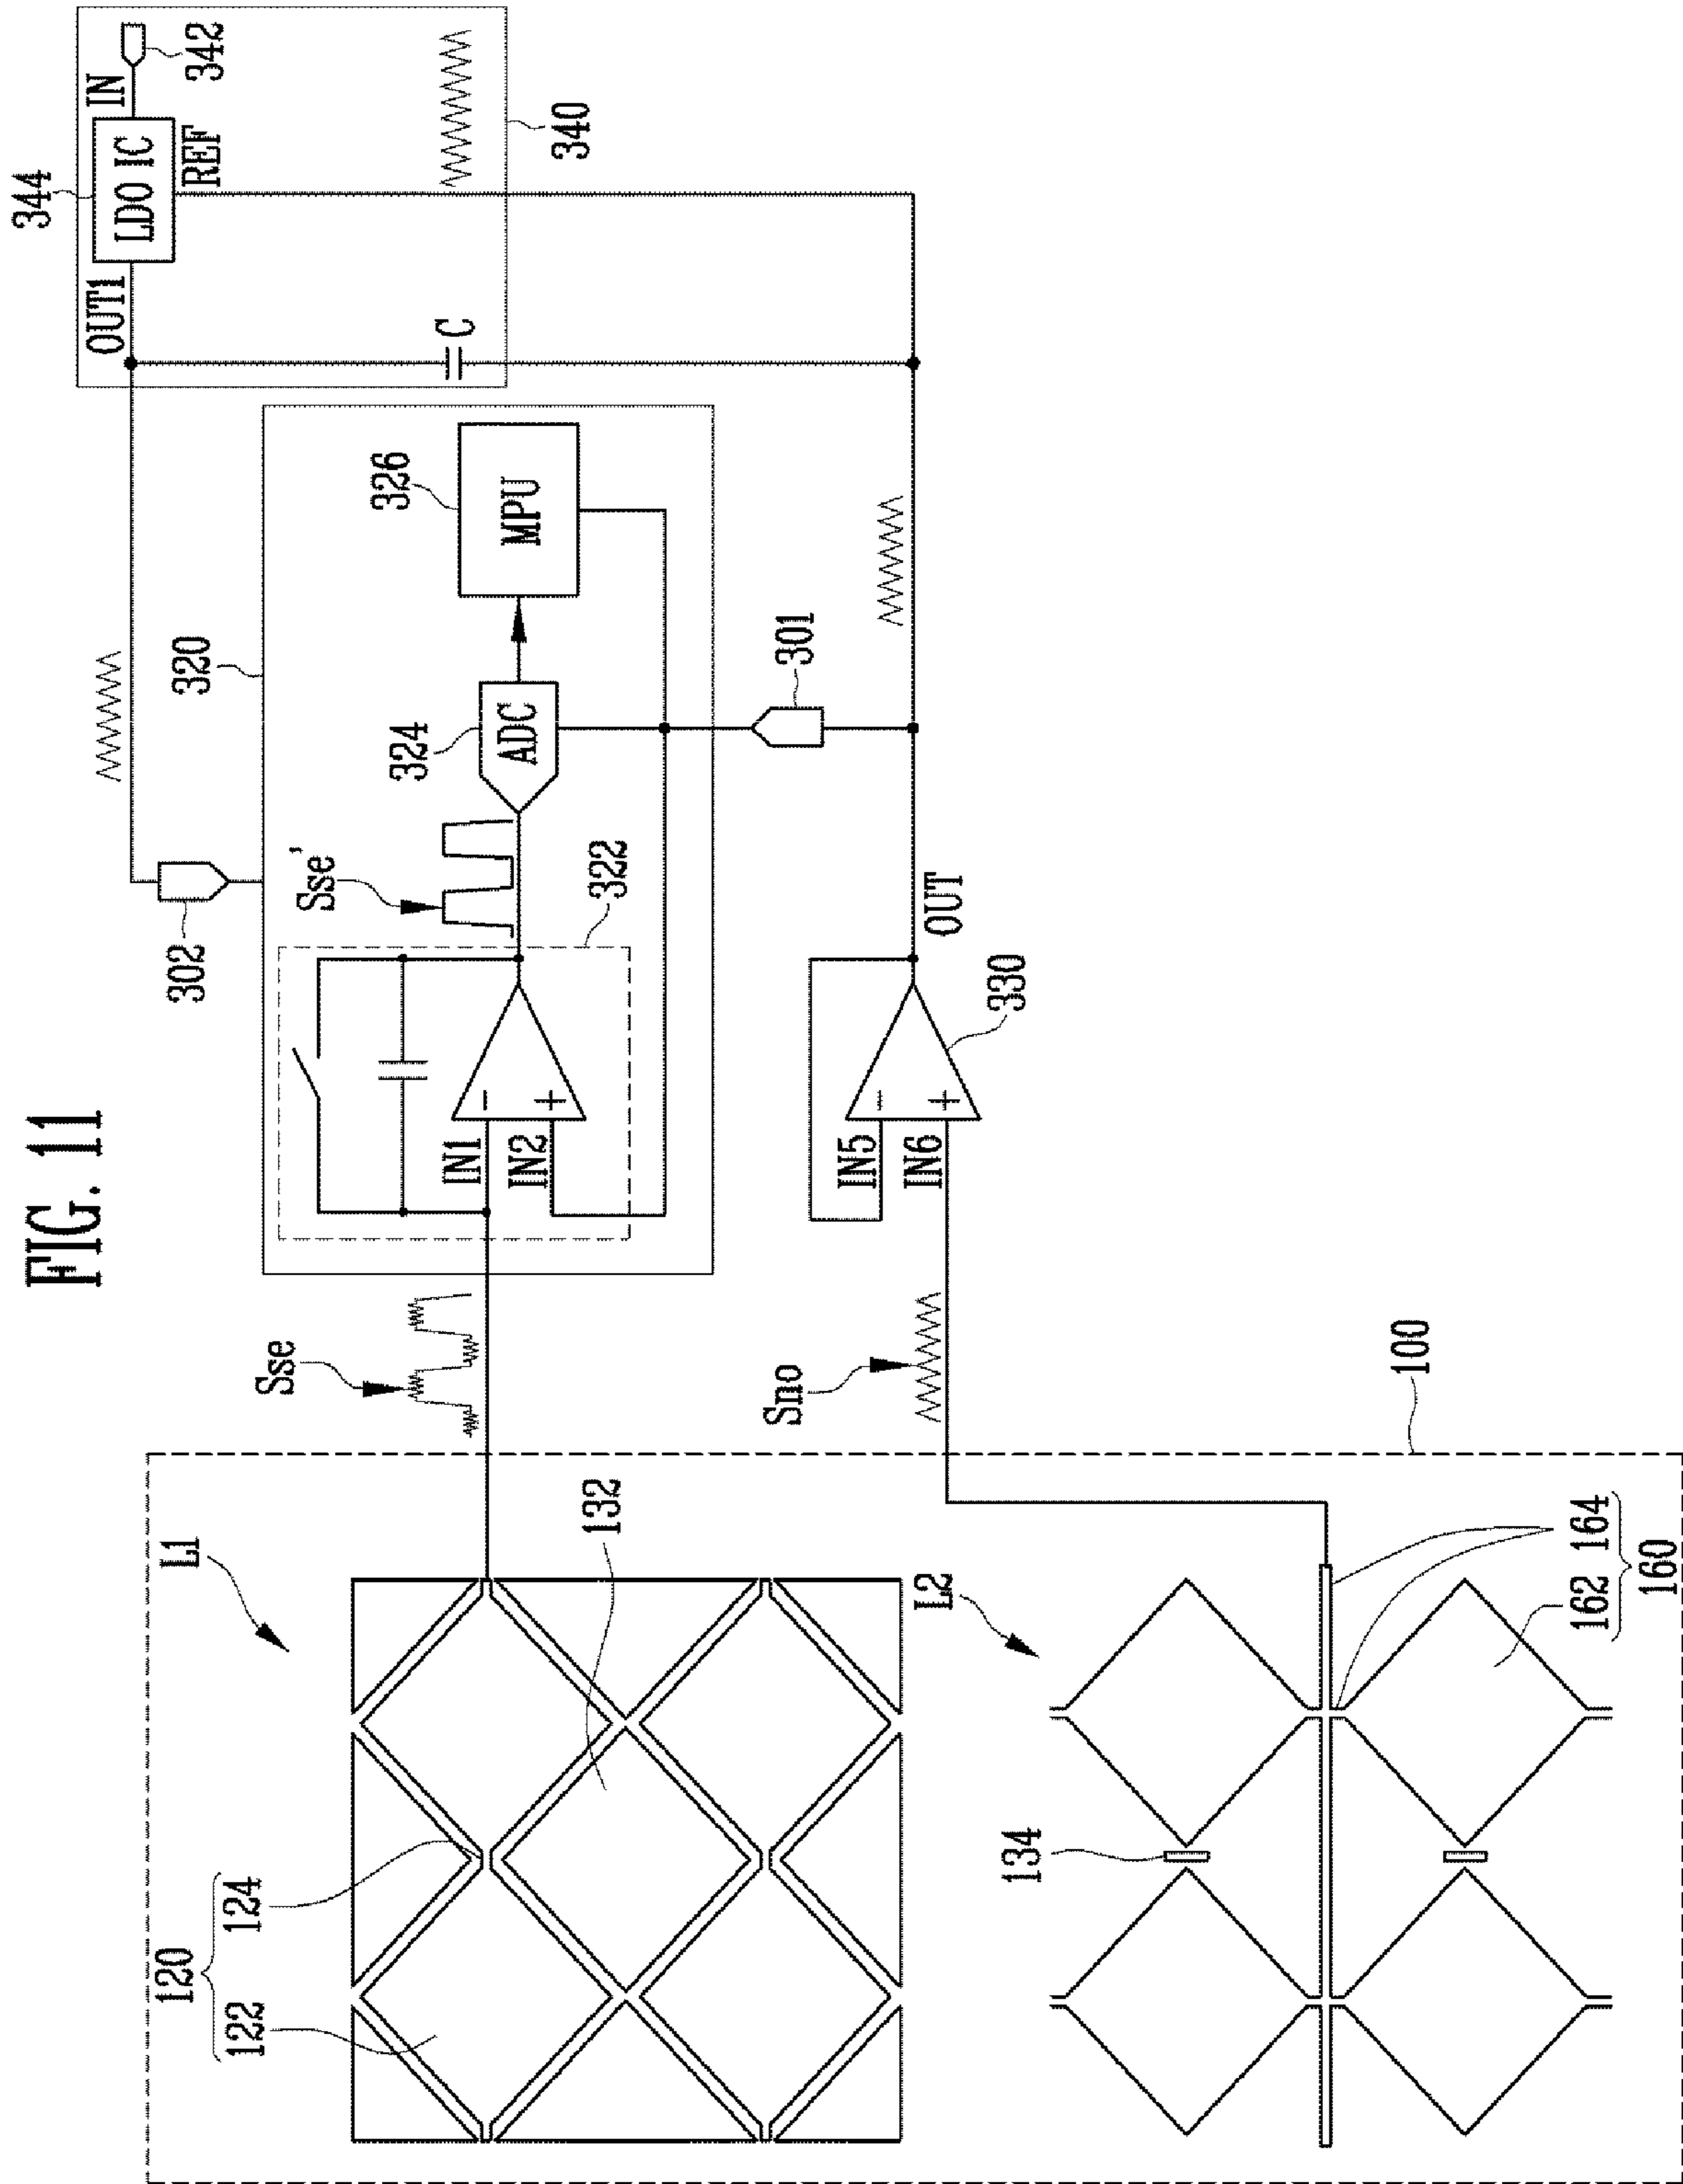 FIG. 11
344
LDO IC
IN
342
OUT1
REF
C
340
302
320
326
MPU
324
ADC
Sse'
322
IN1
IN2
301
Sse
IN5
IN6
OUT
330
Sno
100
L1
120
122 124
132
L2
134
162 164
160
-
+
-
+